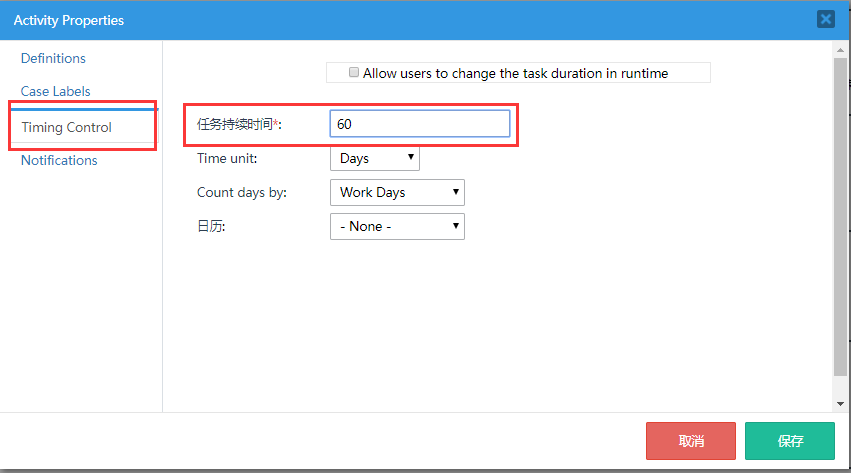 Activity Properties
Definitions
Case Labels
Timing Control
Notifications
Allow users to change the task duration in runtime
任务持续时间*: 60
Time unit: Days
Count days by: Work Days
日历: - None -
取消 保存